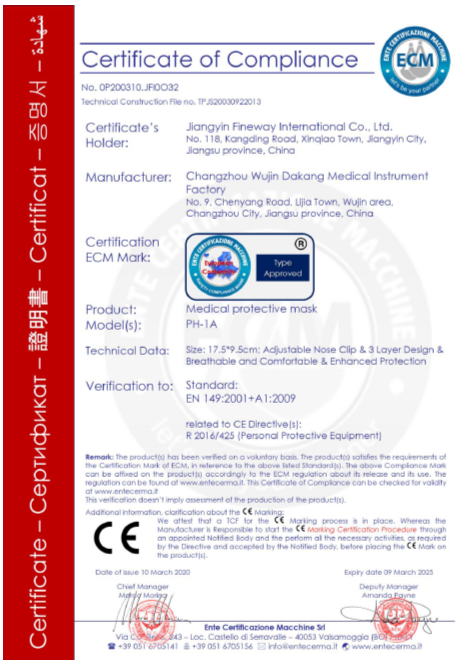 Certificate – Сертификат – 證明書 – Certificat – 증명서 – شهادة
Certificate of Compliance
ENTE CERTIFICAZIONE MACCHINE
ECM
let's be your partner
No. 0P200310.JFIOO32
Technical Construction File no. TPJS20030922013
Certificate's Holder:
Jiangyin Fineway International Co., Ltd.
No. 118, Kangding Road, Xinqiao Town, Jiangyin City,
Jiangsu province, China
Manufacturer:
Changzhou Wujin Dakang Medical Instrument
Factory
No. 9, Chenyang Road, Lijia Town, Wujin area,
Changzhou City, Jiangsu province, China
Certification ECM Mark:
ENTE CERTIFICAZIONE MACCHINE
European
Conformity
®
Type
Approved
Product:
Medical protective mask
Model(s):
PH-1A
Technical Data:
Size: 17.5*9.5cm; Adjustable Nose Clip & 3 Layer Design &
Breathable and Comfortable & Enhanced Protection
Verification to:
Standard:
EN 149:2001+A1:2009
related to CE Directive(s):
R 2016/425 (Personal Protective Equipment)
Remark: The product(s) has been verified on a voluntary basis. The product(s) satisfies the requirements of
the Certification Mark of ECM, in reference to the above listed Standard(s). The above Compliance Mark
can be affixed on the product(s) accordingly to the ECM regulation about its release and its use. The
regulation can be found at www.entecerma.it. This Certificate of Compliance can be checked for validity
at www.entecerma.it
This verification doesn't imply assessment of the production of the product(s).
Additional information, clarification about the CE Marking:
CE
We attest that a TCF for the CE Marking process is in place. Whereas the
Manufacturer is Responsible to start the CE Marking Certification Procedure through
an appointed Notified Body and the perform all the necessary activities, as required
by the Directive and accepted by the Notified Body, before placing the CE Mark on
the product(s).
Date of issue 10 March 2020
Expiry date 09 March 2025
Chief Manager
Deputy Manager
Amanda Payne
Ente Certificazione Macchine Srl
243 – Loc. Castello di Serravalle – 40053 Valsamoggia
+39 051 6705141 +39 051 6705156 info@entecerma.it www.entecerma.it